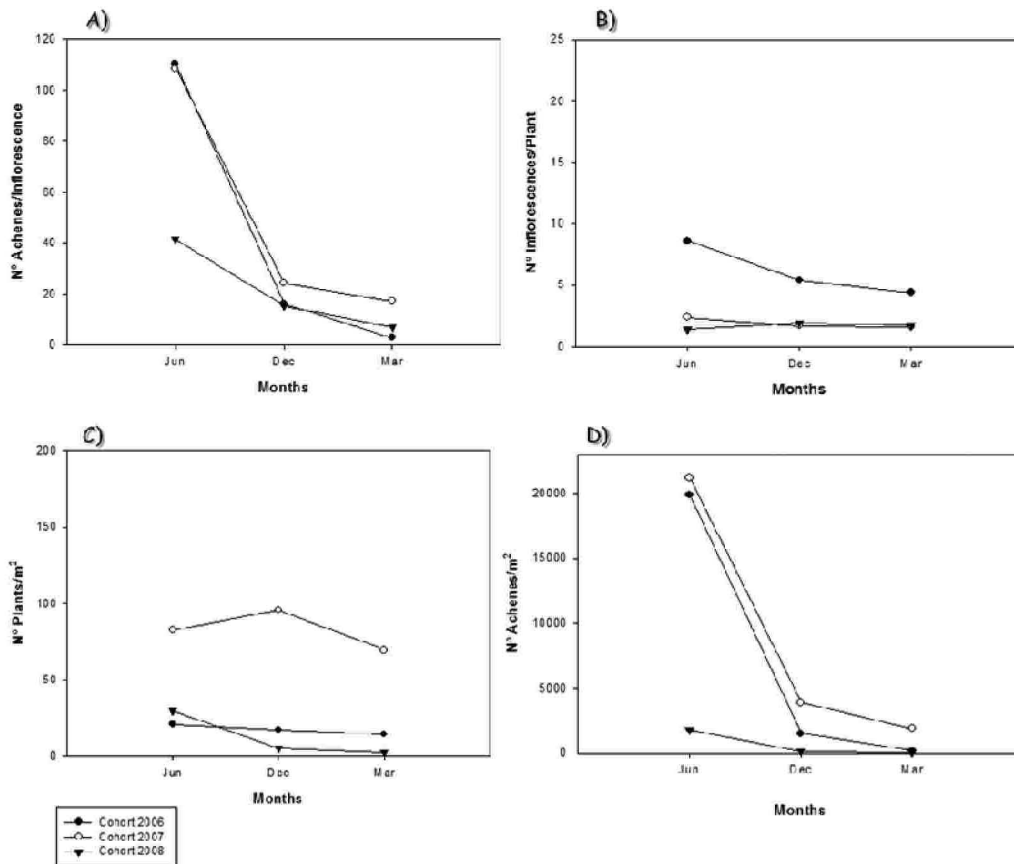 A)
120
100
80
60
40
20
0
N° Achenes/Inflorescence
Jun Dec Mar
Months
B)
25
20
15
10
5
0
N° Inflorescences/Plant
Jun Dec Mar
Months
C)
200
150
100
50
0
N° Plants/m²
Jun Dec Mar
Months
D)
20000
15000
10000
5000
0
N° Achenes/m²
Jun Dec Mar
Months
Cohort 2006
Cohort 2007
Cohort 2008